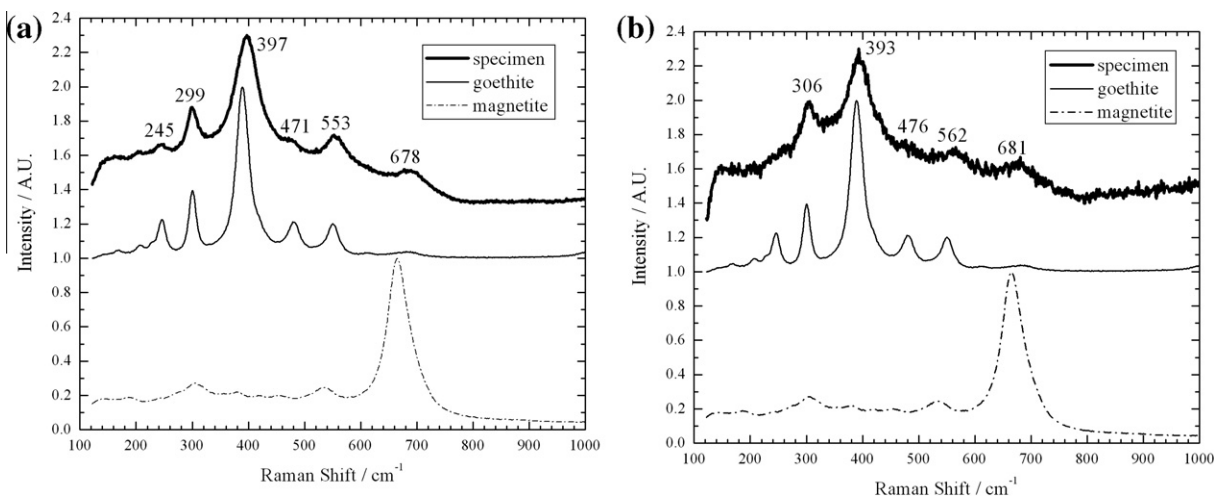 (a)
2.4
2.2
2.0
1.8
1.6
1.4
1.2
1.0
0.8
0.6
0.4
0.2
0.0
Intensity / A.U.
245
299
397
471
553
678
specimen
goethite
magnetite
100 200 300 400 500 600 700 800 900 1000
Raman Shift / cm⁻¹
(b)
2.4
2.2
2.0
1.8
1.6
1.4
1.2
1.0
0.8
0.6
0.4
0.2
0.0
Intensity / A.U.
306
393
476
562
681
specimen
goethite
magnetite
100 200 300 400 500 600 700 800 900 1000
Raman Shift / cm⁻¹